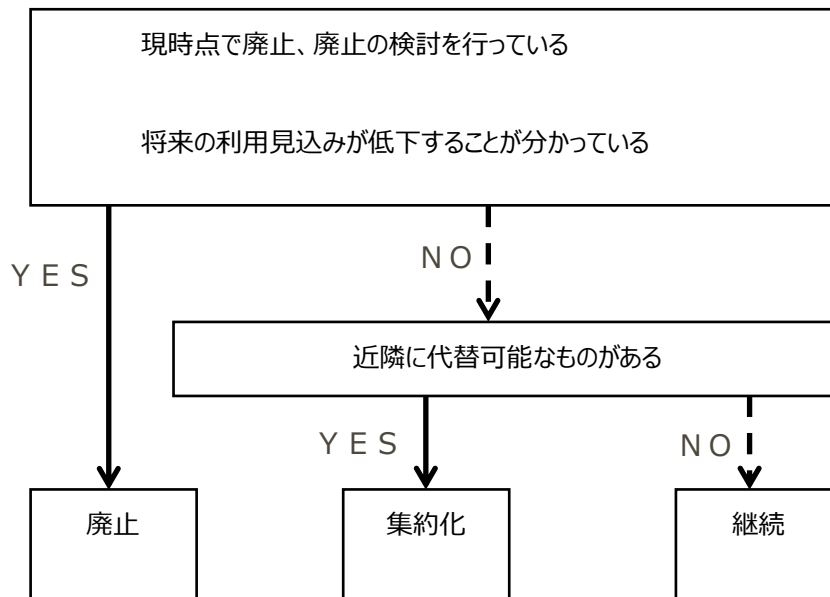 現時点で廃止、廃止の検討を行っている
将来の利用見込みが低下することが分かっている
YES
NO
近隣に代替可能なものがある
YES
NO
廃止
集約化
継続